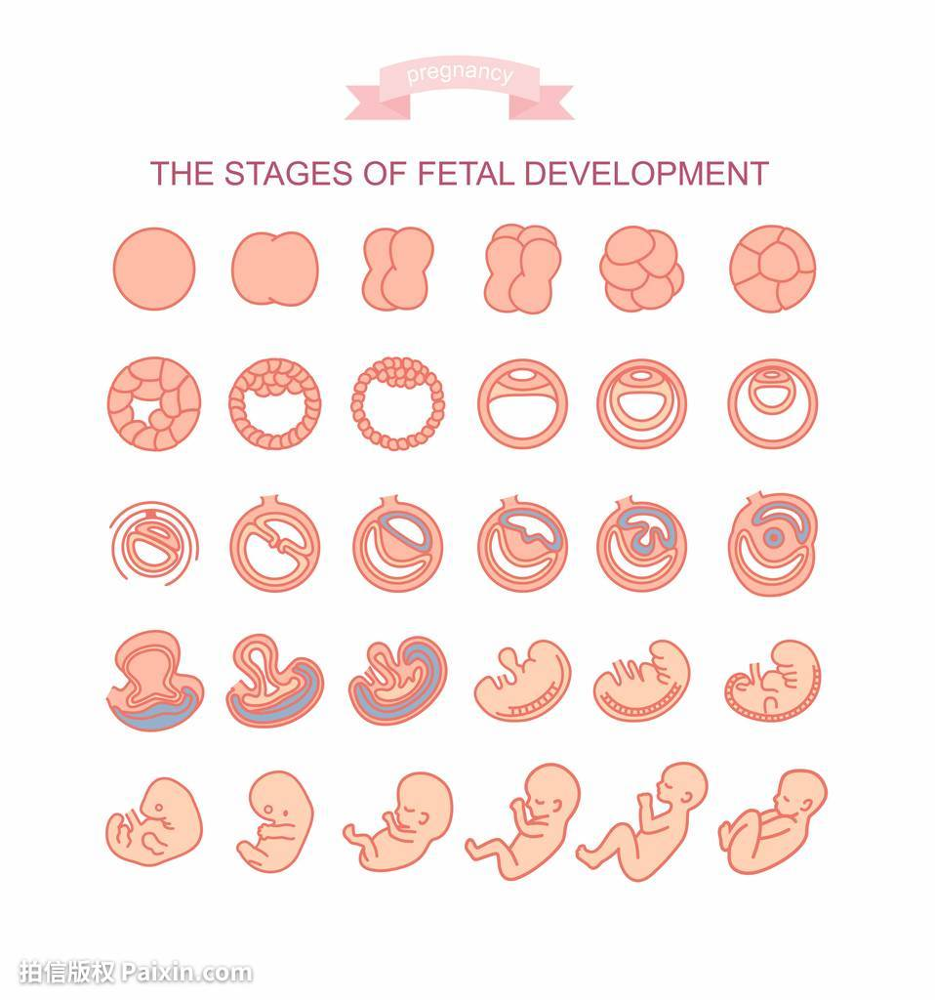 pregnancy
THE STAGES OF FETAL DEVELOPMENT
拍信版权 Paixin.com